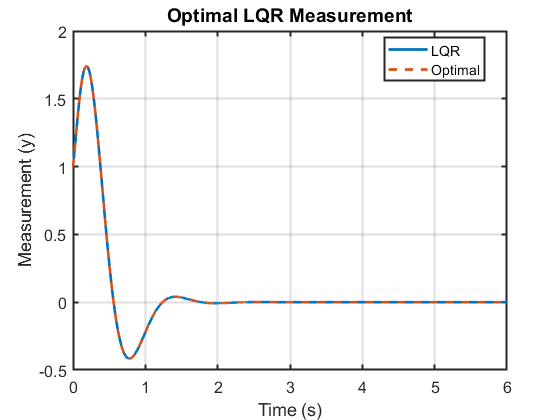 Optimal LQR Measurement
2
1.5
1
0.5
0
-0.5
Measurement (y)
LQR
Optimal
0 1 2 3 4 5 6
Time (s)